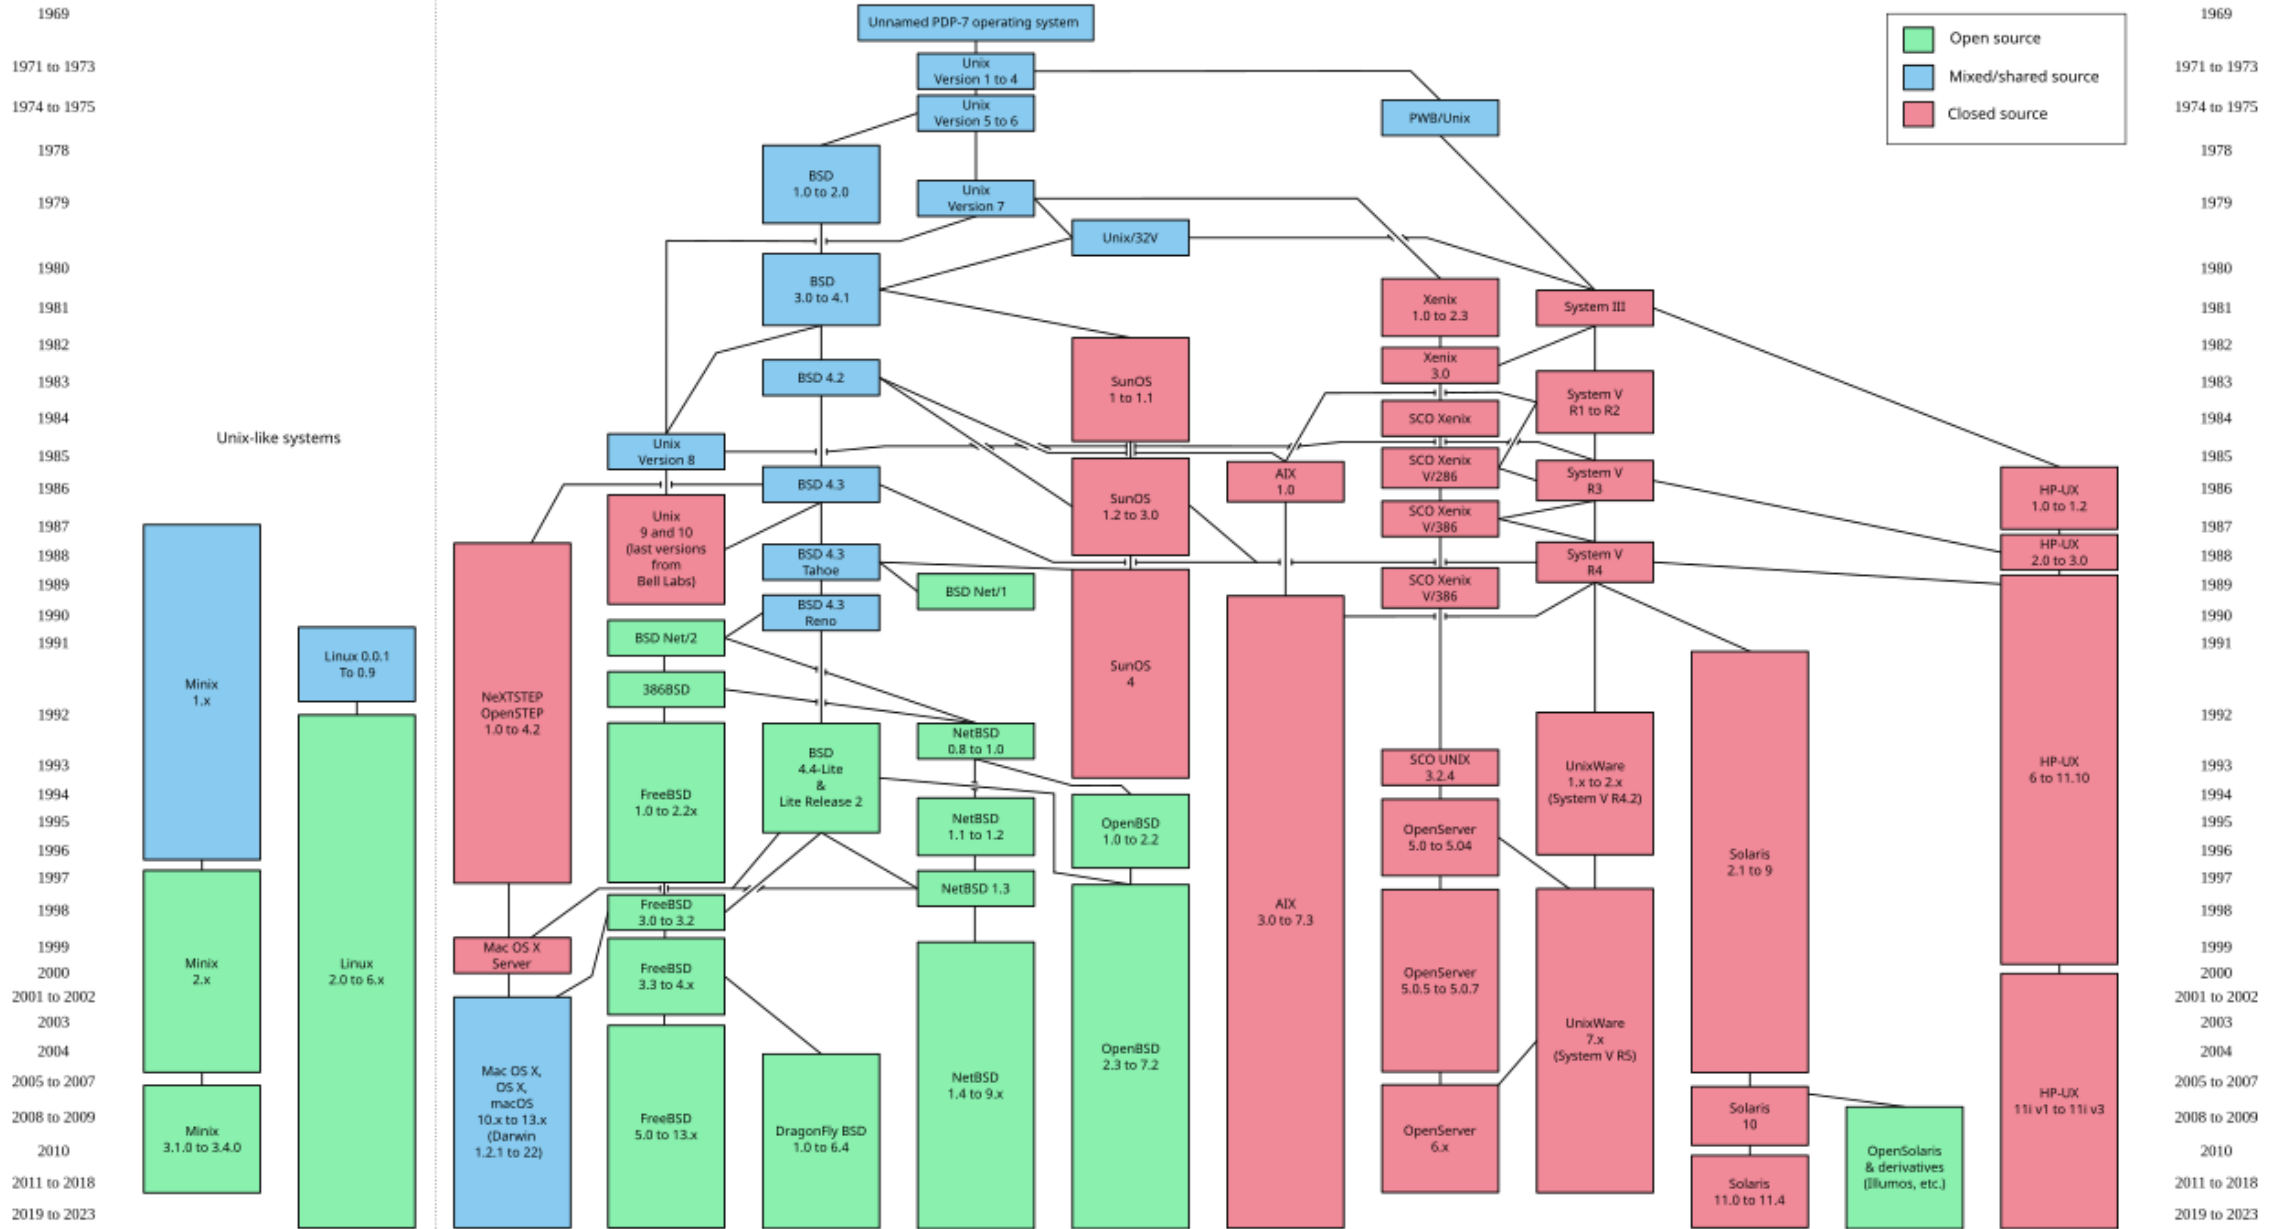 1969
1971 to 1973
1974 to 1975
1978
1979
1980
1981
1982
1983
1984
1985
1986
1987
1988
1989
1990
1991
1992
1993
1994
1995
1996
1997
1998
1999
2000
2001 to 2002
2003
2004
2005 to 2007
2008 to 2009
2010
2011 to 2018
2019 to 2023
Unix-like systems
Minix
1.x
Minix
2.x
Minix
3.1.0 to 3.4.0
Linux 0.0.1
To 0.9
Linux
2.0 to 6.x
Unnamed PDP-7 operating system
Unix
Version 1 to 4
Unix
Version 5 to 6
PWB/Unix
BSD
1.0 to 2.0
Unix
Version 7
Unix/32V
BSD
3.0 to 4.1
Xenix
1.0 to 2.3
System III
Xenix
3.0
BSD 4.2
SunOS
1 to 1.1
System V
R1 to R2
SCO Xenix
Unix
Version 8
SCO Xenix
V/286
System V
R3
AIX
1.0
BSD 4.3
SunOS
1.2 to 3.0
HP-UX
1.0 to 1.2
Unix
9 and 10
(last versions
from
Bell Labs)
SCO Xenix
V/386
HP-UX
2.0 to 3.0
BSD 4.3
Tahoe
System V
R4
BSD Net/1
SCO Xenix
V/386
BSD 4.3
Reno
BSD Net/2
SunOS
4
386BSD
NeXTSTEP
OpenSTEP
1.0 to 4.2
NetBSD
0.8 to 1.0
BSD
4.4-Lite
&
Lite Release 2
FreeBSD
1.0 to 2.2x
SCO UNIX
3.2.4
UnixWare
1.x to 2.x
(System V R4.2)
HP-UX
6 to 11.10
NetBSD
1.1 to 1.2
OpenBSD
1.0 to 2.2
OpenServer
5.0 to 5.04
Solaris
2.1 to 9
NetBSD 1.3
FreeBSD
3.0 to 3.2
AIX
3.0 to 7.3
Mac OS X
Server
FreeBSD
3.3 to 4.x
OpenServer
5.0.5 to 5.0.7
UnixWare
7.x
(System V R5)
OpenBSD
2.3 to 7.2
NetBSD
1.4 to 9.x
Mac OS X,
OS X,
macOS
10.x to 13.x
(Darwin
1.2.1 to 22)
FreeBSD
5.0 to 13.x
DragonFly BSD
1.0 to 6.4
OpenServer
6.x
Solaris
10
HP-UX
11i v1 to 11i v3
OpenSolaris
& derivatives
(Illumos, etc.)
Solaris
11.0 to 11.4
Open source
Mixed/shared source
Closed source
1969
1971 to 1973
1974 to 1975
1978
1979
1980
1981
1982
1983
1984
1985
1986
1987
1988
1989
1990
1991
1992
1993
1994
1995
1996
1997
1998
1999
2000
2001 to 2002
2003
2004
2005 to 2007
2008 to 2009
2010
2011 to 2018
2019 to 2023